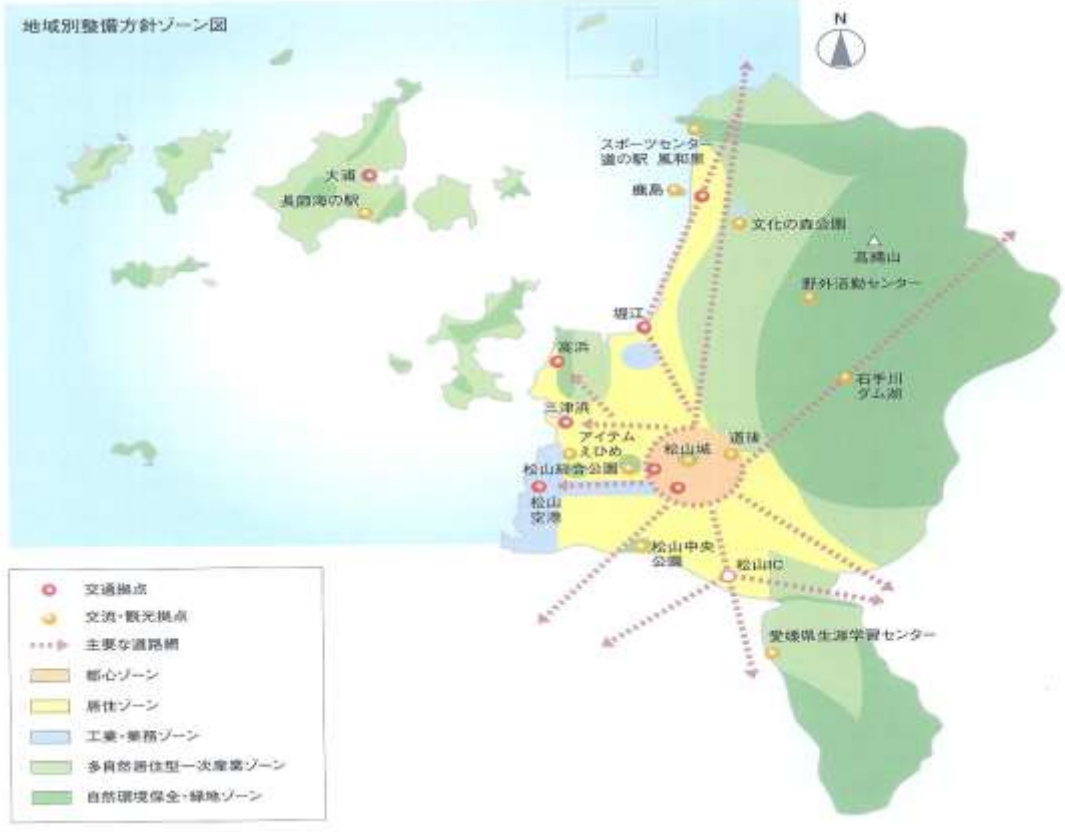 地域別整備方針ゾーン図
N
スポーツセンター
道の駅 風和里
鹿島
大浦
長師海の駅
文化の森公園
高縄山
野外活動センター
堀江
高浜
石手川
ダム湖
三津浜
アイテム
えひめ
松山城
道後
松山総合公園
松山
空港
松山中央
公園
松山IC
愛媛県生涯学習センター
交通拠点
交流・観光拠点
主要な道路網
都心ゾーン
居住ゾーン
工業・業務ゾーン
多自然居住型一次産業ゾーン
自然環境保全・緑地ゾーン